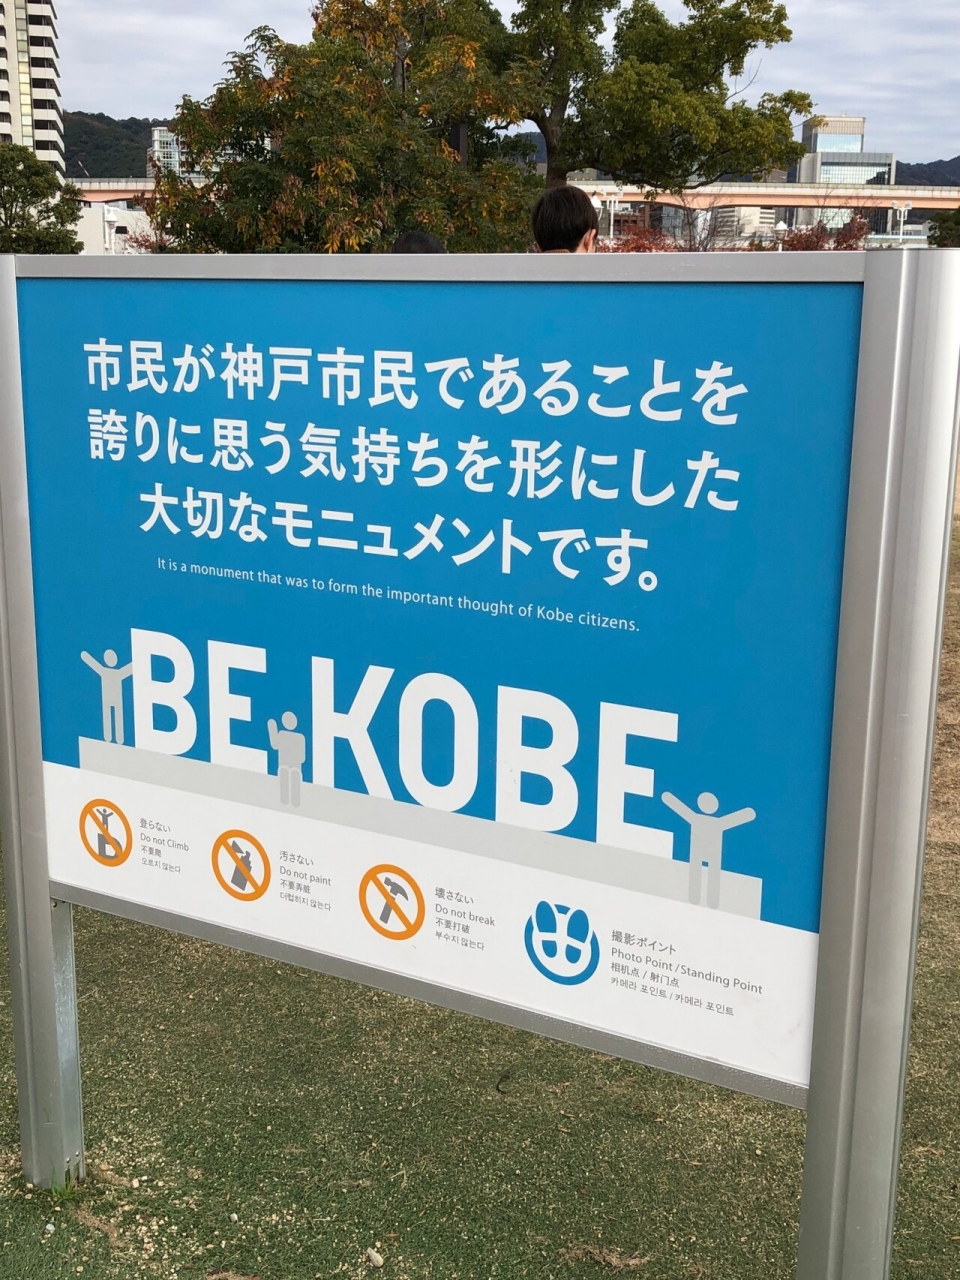 市民が神戸市民であることを
誇りに思う気持ちを形にした
大切なモニュメントです。
It is a monument that was to form the important thought of Kobe citizens.
BE KOBE
登らない
Do not Climb
不要爬
오르지 않는다
汚さない
Do not paint
不要弄脏
더럽히지 않는다
壊さない
Do not break
不要打破
부수지 않는다
撮影ポイント
Photo Point / Standing Point
相机点 / 射门点
카메라 포인트 / 카메라 포인트